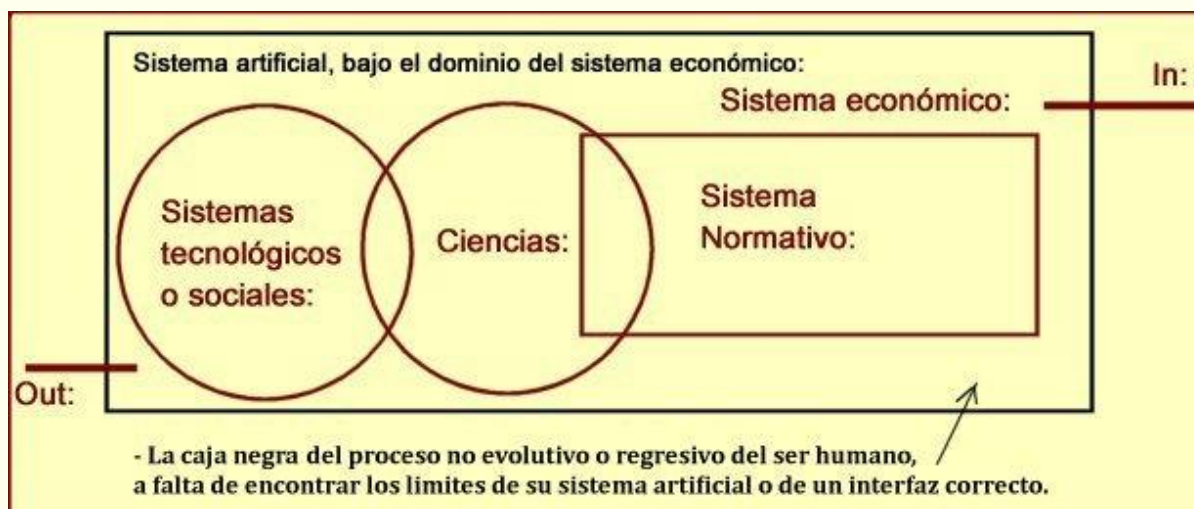 Sistema artificial, bajo el dominio del sistema económico:
In:
Sistema económico:
Sistemas
tecnológicos
o sociales:
Ciencias:
Sistema
Normativo:
Out:
- La caja negra del proceso no evolutivo o regresivo del ser humano,
a falta de encontrar los limites de su sistema artificial o de un interfaz correcto.